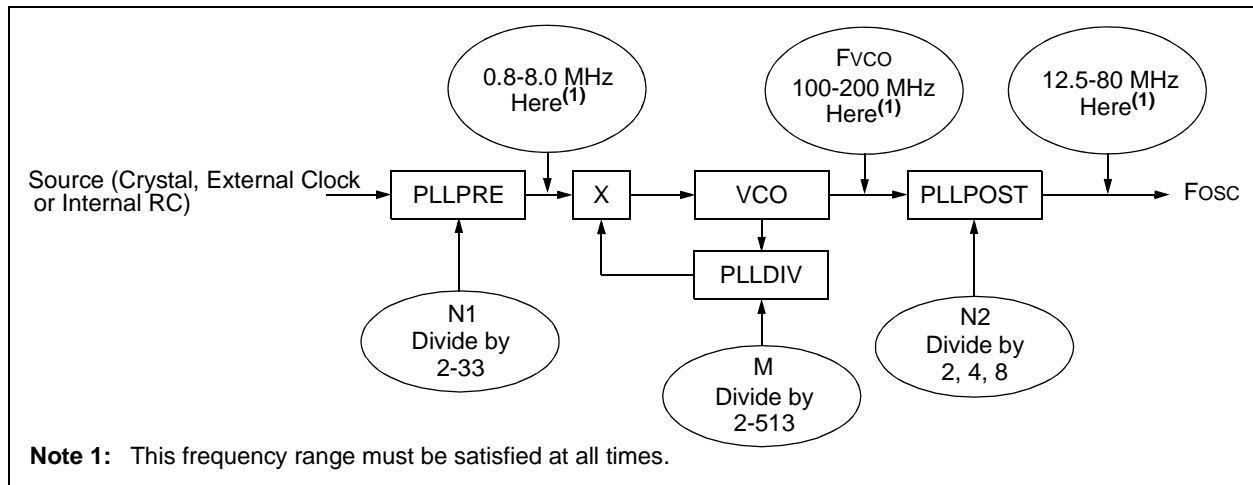 0.8-8.0 MHz
Here(1)
FVCO
100-200 MHz
Here(1)
12.5-80 MHz
Here(1)
Source (Crystal, External Clock
or Internal RC)
PLLPRE
X
VCO
PLLPOST
FOSC
PLLDIV
N1
Divide by
2-33
M
Divide by
2-513
N2
Divide by
2, 4, 8
Note 1: This frequency range must be satisfied at all times.